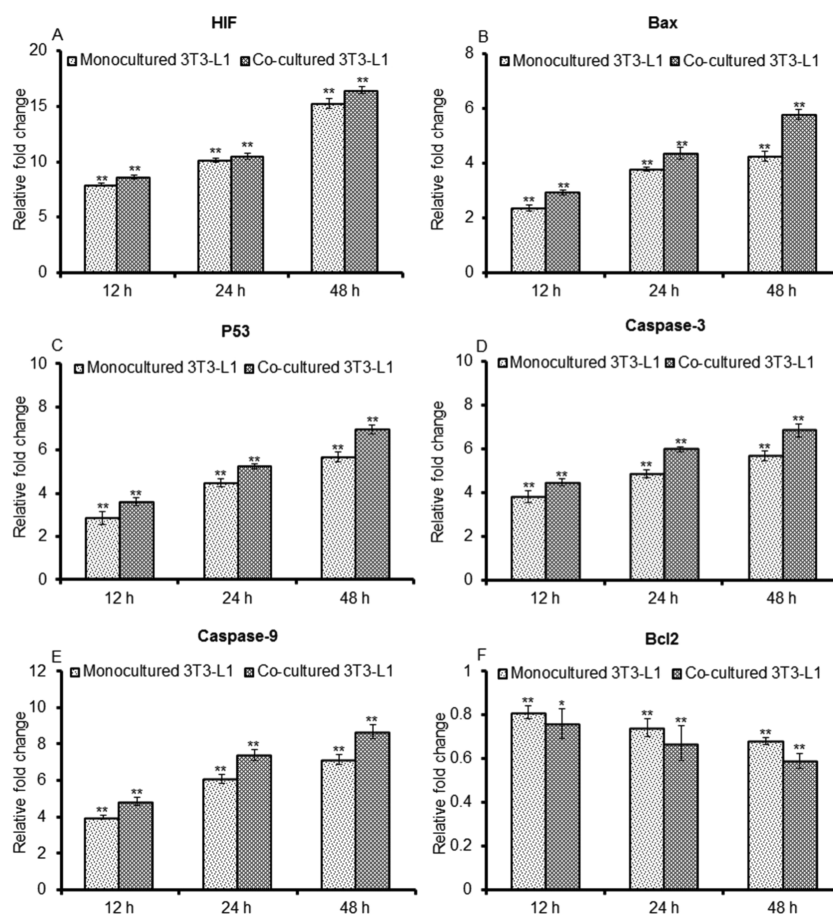 HIF
A
20
Monocultured 3T3-L1 Co-cultured 3T3-L1
**
**
15
Relative fold change
** **
10
** **
5
0
12 h 24 h 48 h
Bax
B
8
Monocultured 3T3-L1 Co-cultured 3T3-L1
**
6
Relative fold change
** ** **
4
** **
2
0
12 h 24 h 48 h
P53
C
10
Monocultured 3T3-L1 Co-cultured 3T3-L1
8
**
Relative fold change
6
** ** **
4
** **
2
0
12 h 24 h 48 h
Caspase-3
D
10
Monocultured 3T3-L1 Co-cultured 3T3-L1
8
**
Relative fold change
6
** ** **
4
** **
2
0
12 h 24 h 48 h
Caspase-9
E
12
Monocultured 3T3-L1 Co-cultured 3T3-L1
10
**
8
Relative fold change
** ** **
6
** **
4
2
0
12 h 24 h 48 h
Bcl2
F
1
Monocultured 3T3-L1 Co-cultured 3T3-L1
** * ** **
0.8
Relative fold change
** **
0.6
0.4
0.2
0
12 h 24 h 48 h